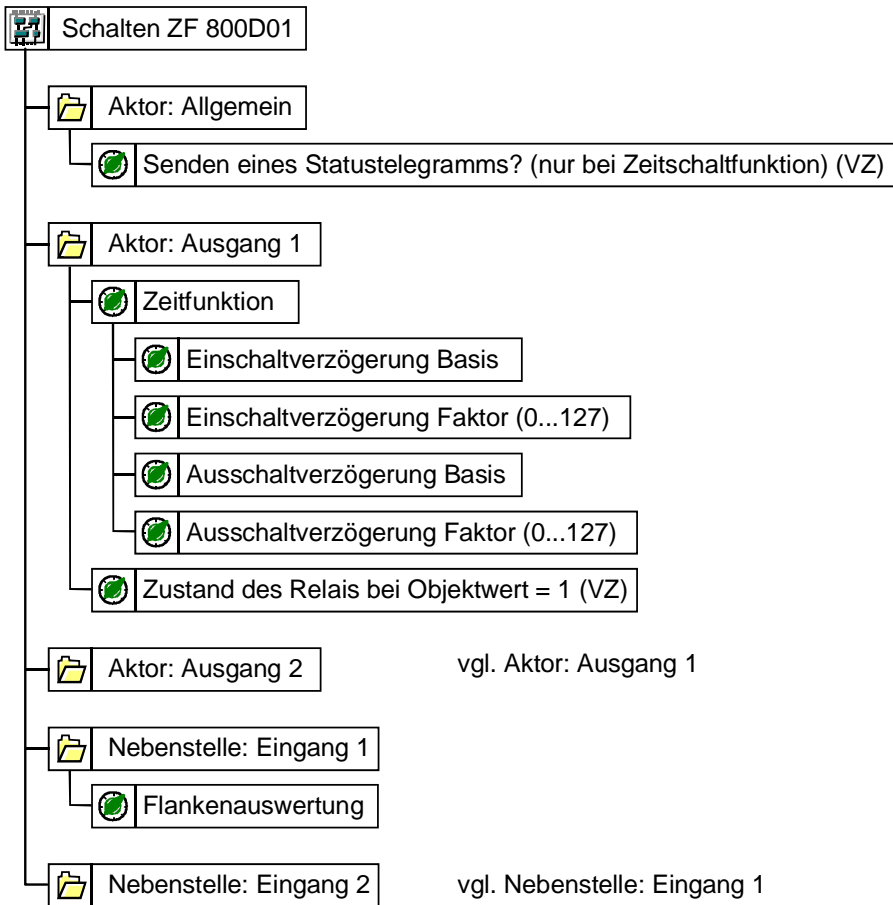 Schalten ZF 800D01
Aktor: Allgemein
Senden eines Statustelegramms? (nur bei Zeitschaltfunktion) (VZ)
Aktor: Ausgang 1
Zeitfunktion
Einschaltverzögerung Basis
Einschaltverzögerung Faktor (0...127)
Ausschaltverzögerung Basis
Ausschaltverzögerung Faktor (0...127)
Zustand des Relais bei Objektwert = 1 (VZ)
Aktor: Ausgang 2 vgl. Aktor: Ausgang 1
Nebenstelle: Eingang 1
Flankenauswertung
Nebenstelle: Eingang 2 vgl. Nebenstelle: Eingang 1